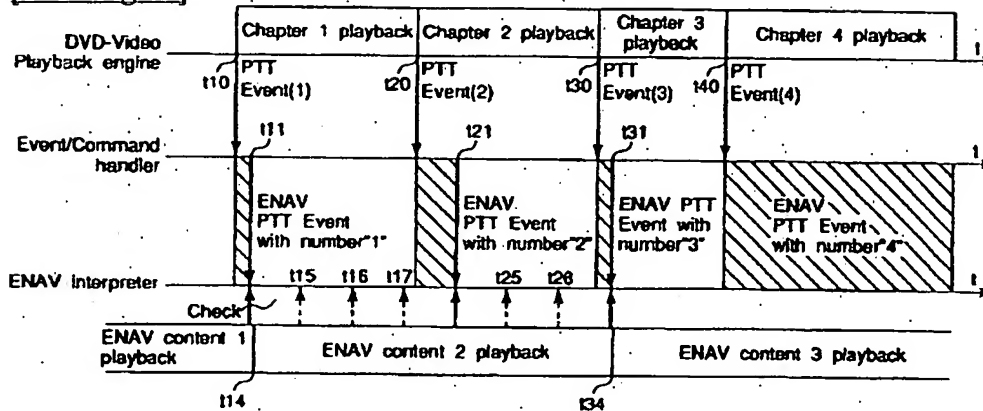 Chapter 1 playback
Chapter 2 playback
Chapter 3
playback
Chapter 4 playback
DVD-Video
Playback engine
t
t10
PTT
Event(1)
t20
PTT
Event(2)
t30
PTT
Event(3)
t40
PTT
Event(4)
t11
t21
t31
Event/Command
handler
t
ENAV
PTT Event
with number"1"
ENAV
PTT Event
with number"2"
ENAV PTT
Event with
number"3"
ENAV
PTT Event
with number"4"
ENAV interpreter
t15
t16
t17
t25
t26
t
Check
ENAV content 1
playback
ENAV content 2 playback
ENAV content 3 playback
t14
t34